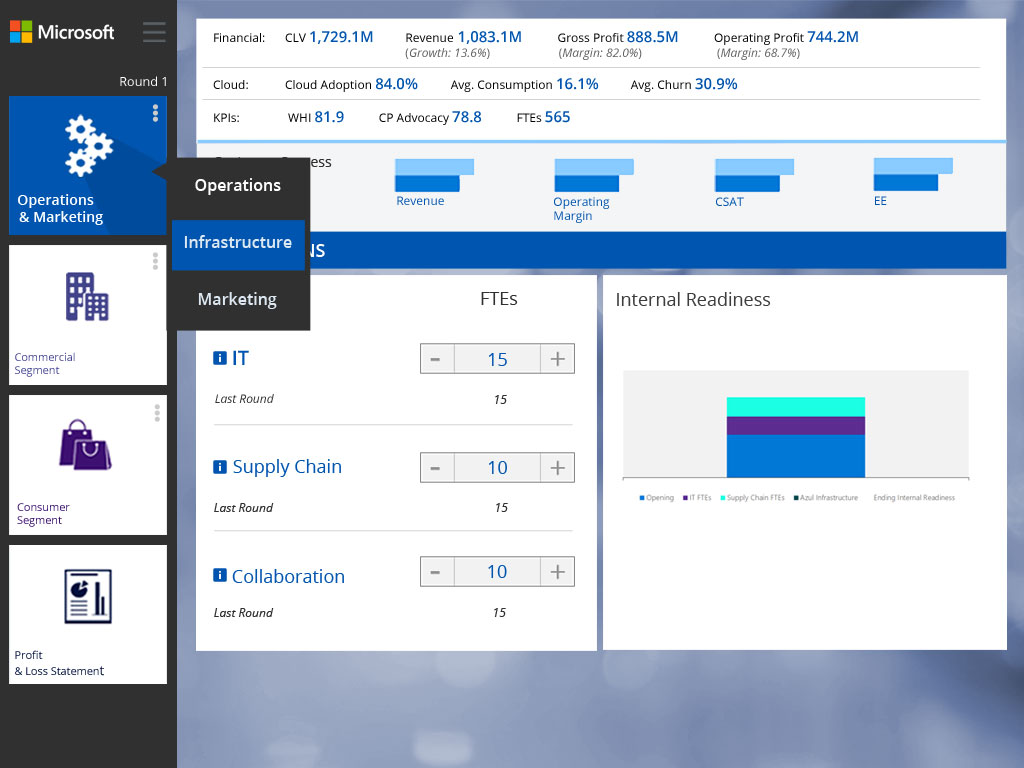 Microsoft
Round 1
Operations
& Marketing
Commercial
Segment
Consumer
Segment
Profit
& Loss Statement
Operations
Infrastructure
Marketing
Financial: CLV 1,729.1M Revenue 1,083.1M Gross Profit 888.5M Operating Profit 744.2M
(Growth: 13.6%) (Margin: 82.0%) (Margin: 68.7%)
Cloud: Cloud Adoption 84.0% Avg. Consumption 16.1% Avg. Churn 30.9%
KPIs: WHI 81.9 CP Advocacy 78.8 FTEs 565
Revenue
Operating
Margin
CSAT
EE
FTEs
IT - 15 +
Last Round 15
Supply Chain - 10 +
Last Round 15
Collaboration - 10 +
Last Round 15
Internal Readiness
Opening IT FTEs Supply Chain FTEs Azul Infrastructure Ending Internal Readiness